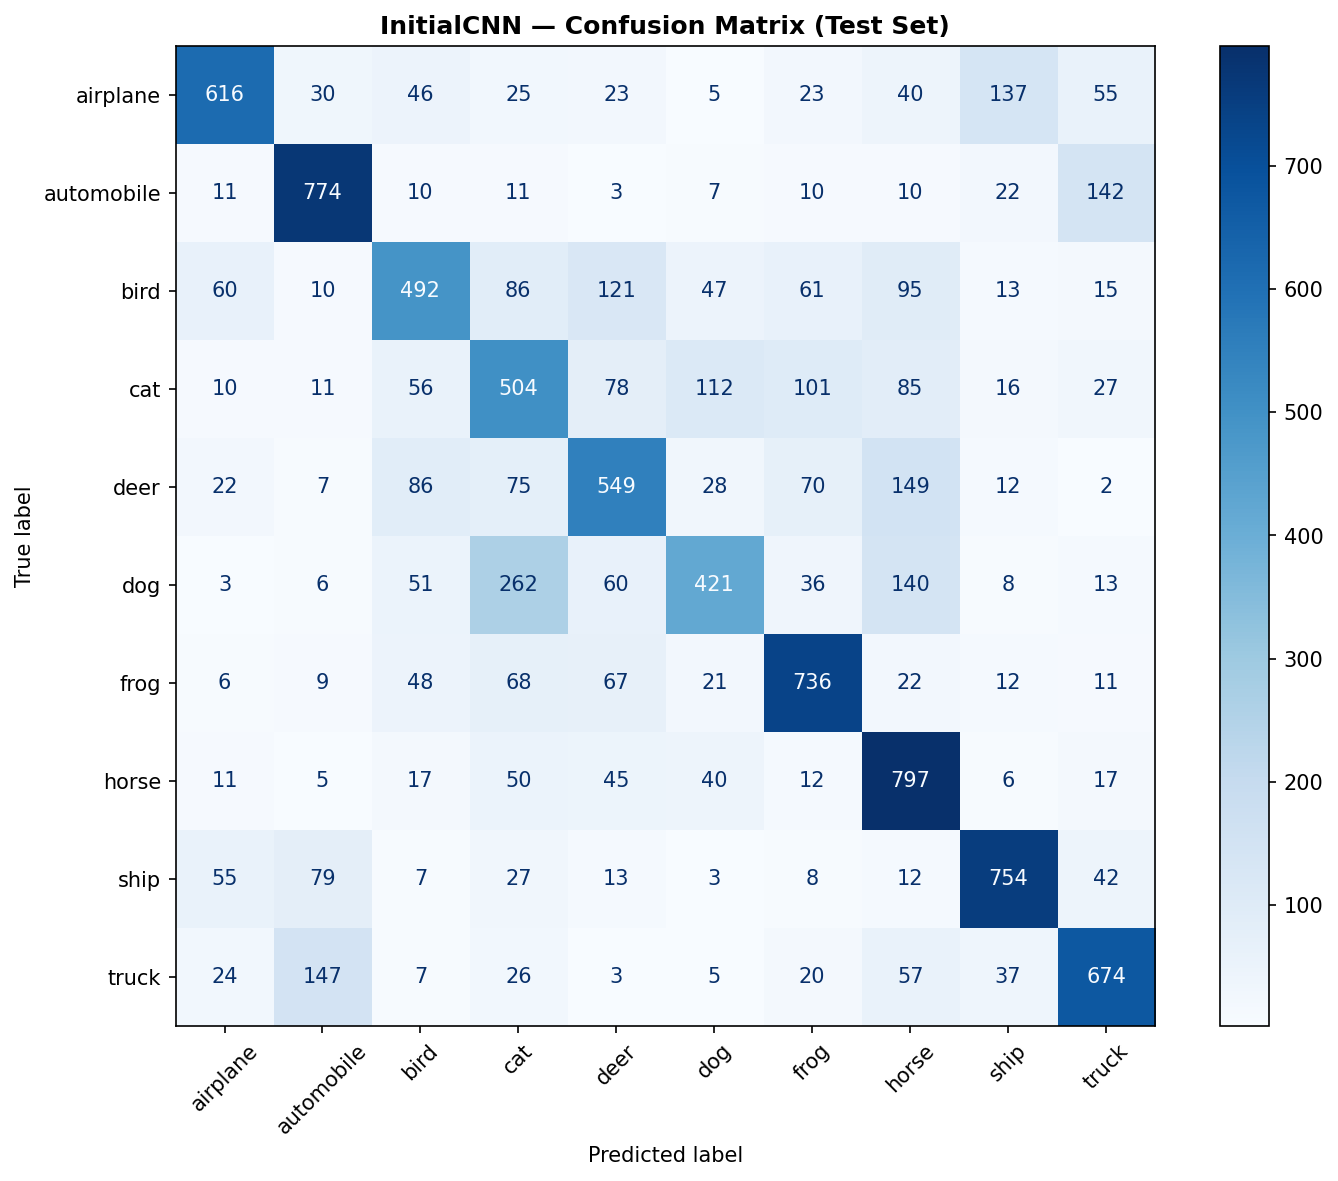 InitialCNN — Confusion Matrix (Test Set)
airplane 616 30 46 25 23 5 23 40 137 55
automobile 11 774 10 11 3 7 10 10 22 142
bird 60 10 492 86 121 47 61 95 13 15
cat 10 11 56 504 78 112 101 85 16 27
deer 22 7 86 75 549 28 70 149 12 2
dog 3 6 51 262 60 421 36 140 8 13
frog 6 9 48 68 67 21 736 22 12 11
horse 11 5 17 50 45 40 12 797 6 17
ship 55 79 7 27 13 3 8 12 754 42
truck 24 147 7 26 3 5 20 57 37 674
airplane automobile bird cat deer dog frog horse ship truck
Predicted label
True label
700
600
500
400
300
200
100